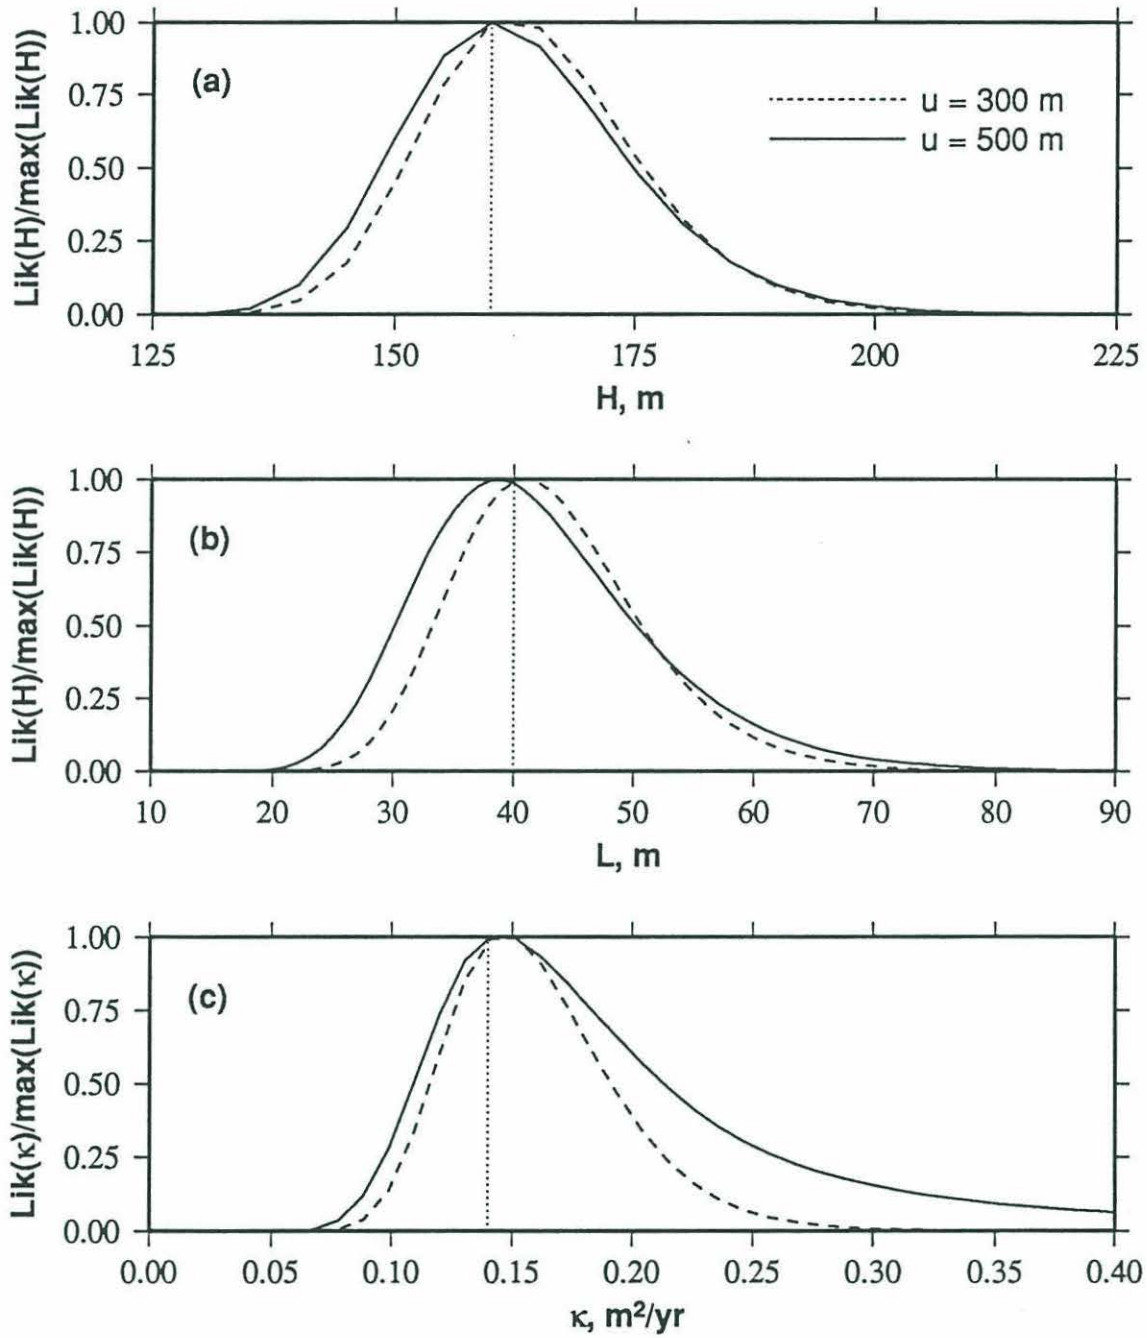 Lik(H)/max(Lik(H))
1.00
0.75
0.50
0.25
0.00
(a)
u = 300 m
u = 500 m
125 150 175 200 225
H, m
Lik(H)/max(Lik(H))
1.00
0.75
0.50
0.25
0.00
(b)
10 20 30 40 50 60 70 80 90
L, m
Lik(κ)/max(Lik(κ))
1.00
0.75
0.50
0.25
0.00
(c)
0.00 0.05 0.10 0.15 0.20 0.25 0.30 0.35 0.40
κ, m²/yr